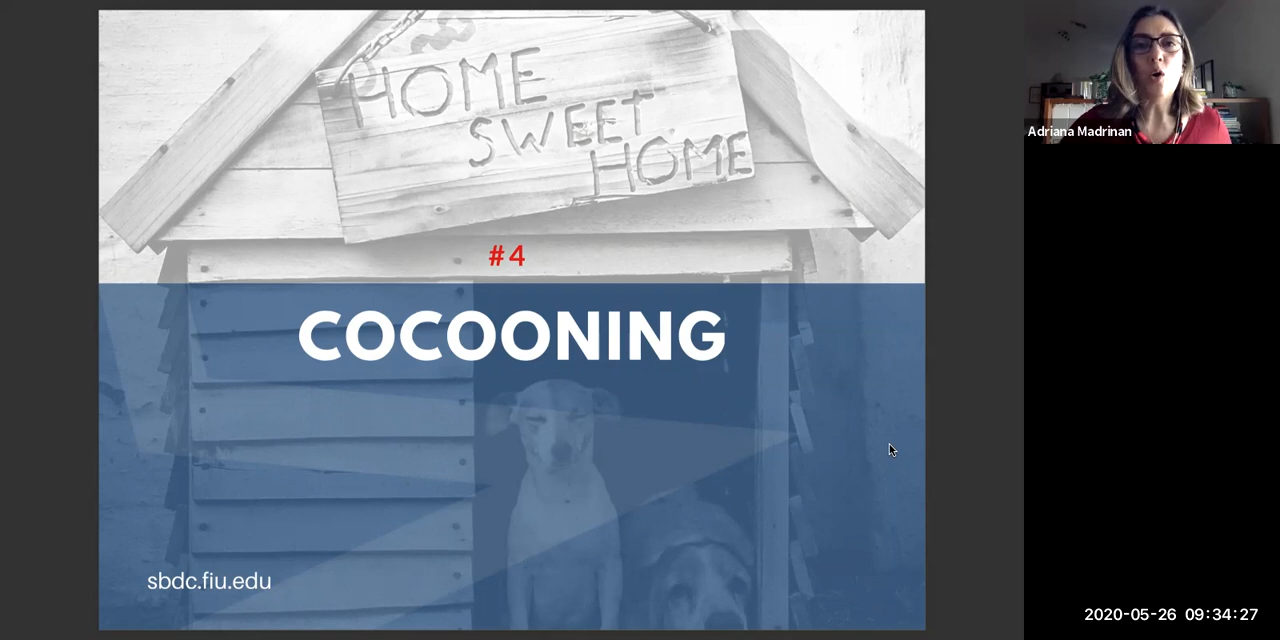 HOME
SWEET
HOME
#4
COCOONING
sbdc.fiu.edu
Adriana Madrinan
2020-05-26 09:34:27